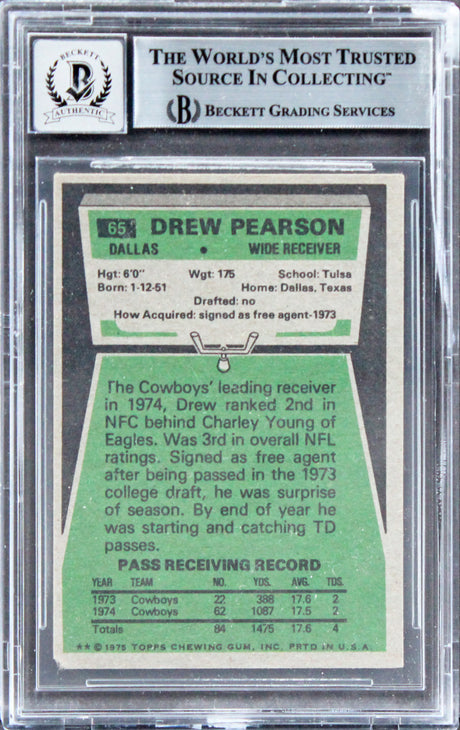 BECKETT
B
AUTHENTIC
THE WORLD'S MOST TRUSTED
SOURCE IN COLLECTING™
B BECKETT GRADING SERVICES
65 DREW PEARSON
DALLAS • WIDE RECEIVER
Hgt: 6'0" Wgt: 175 School: Tulsa
Born: 1-12-51 Home: Dallas, Texas
Drafted: no
How Acquired: signed as free agent-1973
The Cowboys' leading receiver
in 1974, Drew ranked 2nd in
NFC behind Charley Young of
Eagles. Was 3rd in overall NFL
ratings. Signed as free agent
after being passed in the 1973
college draft, he was surprise
of season. By end of year he
was starting and catching TD
passes.
PASS RECEIVING RECORD
YEAR TEAM NO. YDS. AVG. TDS.
1973 Cowboys 22 388 17.6 2
1974 Cowboys 62 1087 17.5 2
Totals 84 1475 17.6 4
** © 1975 TOPPS CHEWING GUM, INC. PRTD IN U.S.A.